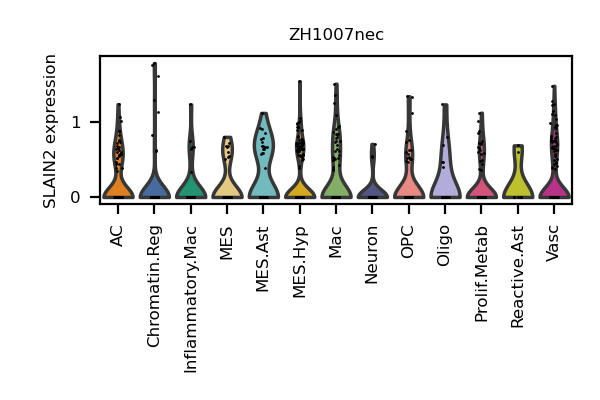 ZH1007nec
SLAIN2 expression
1
0
AC
Chromatin.Reg
Inflammatory.Mac
MES
MES.Ast
MES.Hyp
Mac
Neuron
OPC
Oligo
Prolif.Metab
Reactive.Ast
Vasc